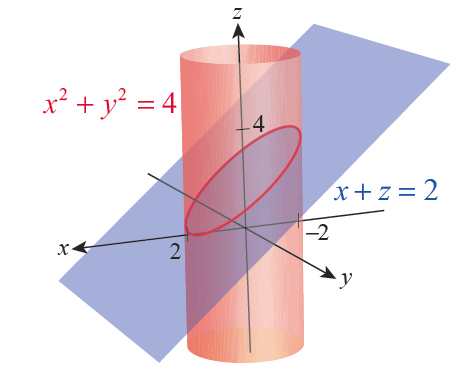 z
x² + y² = 4
4
x + z = 2
x
2
−2
y